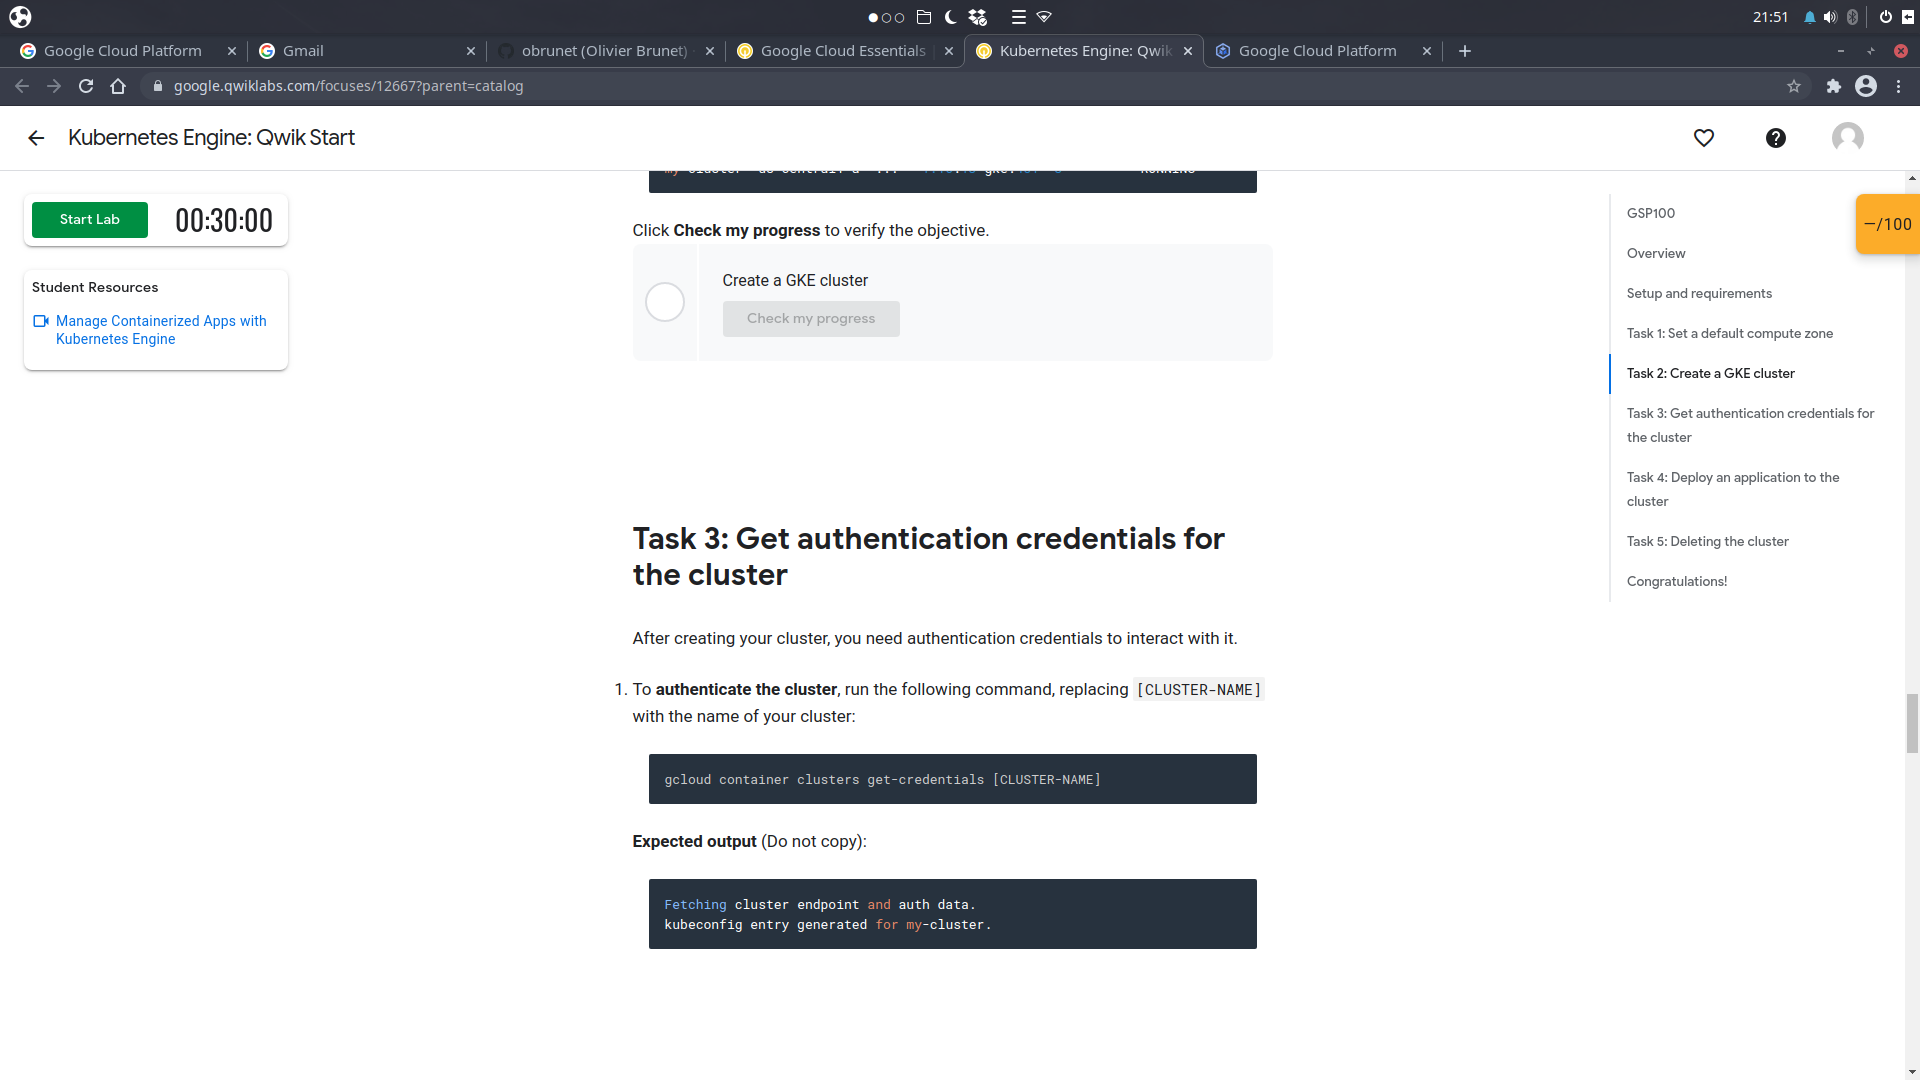 21:51
Google Cloud Platform
Gmail
obrunet (Olivier Brunet)
Google Cloud Essentials
Kubernetes Engine: Qwik
Google Cloud Platform
google.qwiklabs.com/focuses/12667?parent=catalog
Kubernetes Engine: Qwik Start
Start Lab
00:30:00
Student Resources
Manage Containerized Apps with
Kubernetes Engine
Click Check my progress to verify the objective.
Create a GKE cluster
Check my progress
Task 3: Get authentication credentials for
the cluster
After creating your cluster, you need authentication credentials to interact with it.
1. To authenticate the cluster, run the following command, replacing [CLUSTER-NAME]
with the name of your cluster:
gcloud container clusters get-credentials [CLUSTER-NAME]
Expected output (Do not copy):
Fetching cluster endpoint and auth data.
kubeconfig entry generated for my-cluster.
GSP100
Overview
Setup and requirements
Task 1: Set a default compute zone
Task 2: Create a GKE cluster
Task 3: Get authentication credentials for
the cluster
Task 4: Deploy an application to the
cluster
Task 5: Deleting the cluster
Congratulations!
—/100